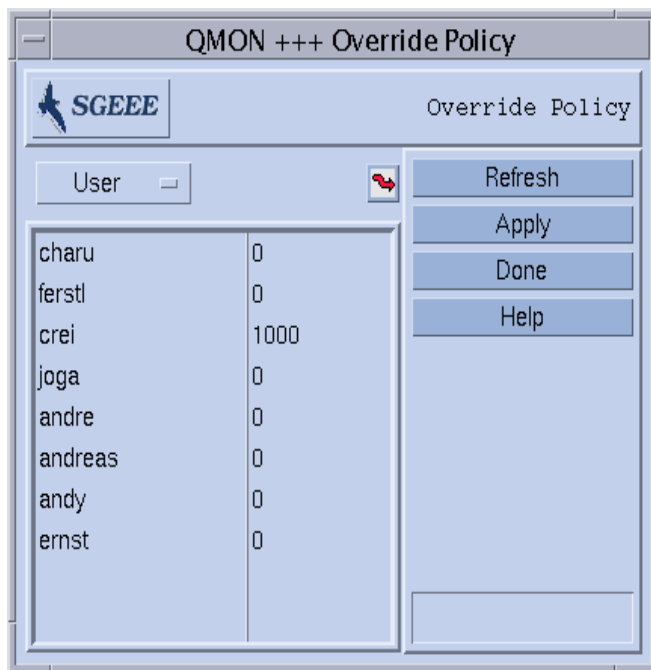 QMON +++ Override Policy
SGEEE
Override Policy
User
Refresh
Apply
Done
Help
charu 0
ferstl 0
crei 1000
joga 0
andre 0
andreas 0
andy 0
ernst 0